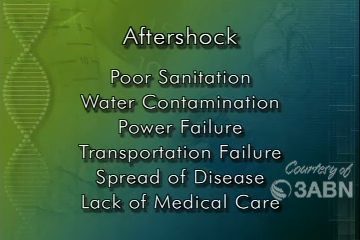 Aftershock
Poor Sanitation
Water Contamination
Power Failure
Transportation Failure
Spread of Disease
Lack of Medical Care
Courtesy of
3ABN